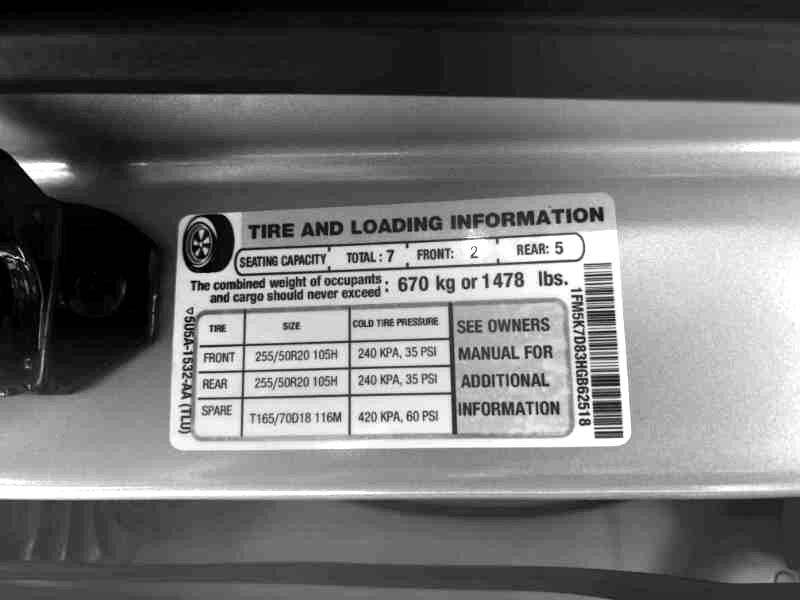 TIRE AND LOADING INFORMATION
SEATING CAPACITY TOTAL : 7 FRONT: 2 REAR: 5
The combined weight of occupants
and cargo should never exceed : 670 kg or 1478 lbs.
TIRE SIZE COLD TIRE PRESSURE
FRONT 255/50R20 105H 240 KPA, 35 PSI
REAR 255/50R20 105H 240 KPA, 35 PSI
SPARE T165/70D18 116M 420 KPA, 60 PSI
SEE OWNERS
MANUAL FOR
ADDITIONAL
INFORMATION
1FM5K7D83HGB62518
505A-1532-AA (TLU)